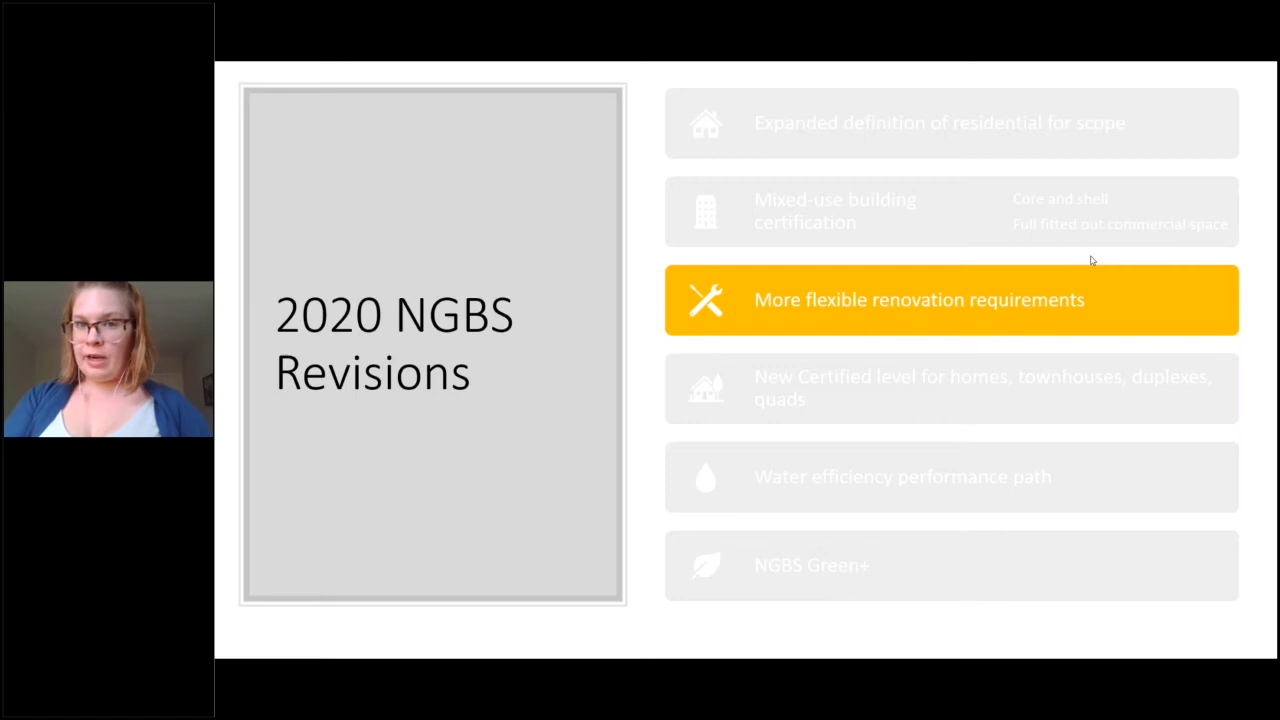 2020 NGBS
Revisions
Expanded definition of residential for scope
Mixed-use building
certification
Core and shell
Full fitted out commercial space
More flexible renovation requirements
New Certified level for homes, townhouses, duplexes,
quads
Water efficiency performance path
NGBS Green+